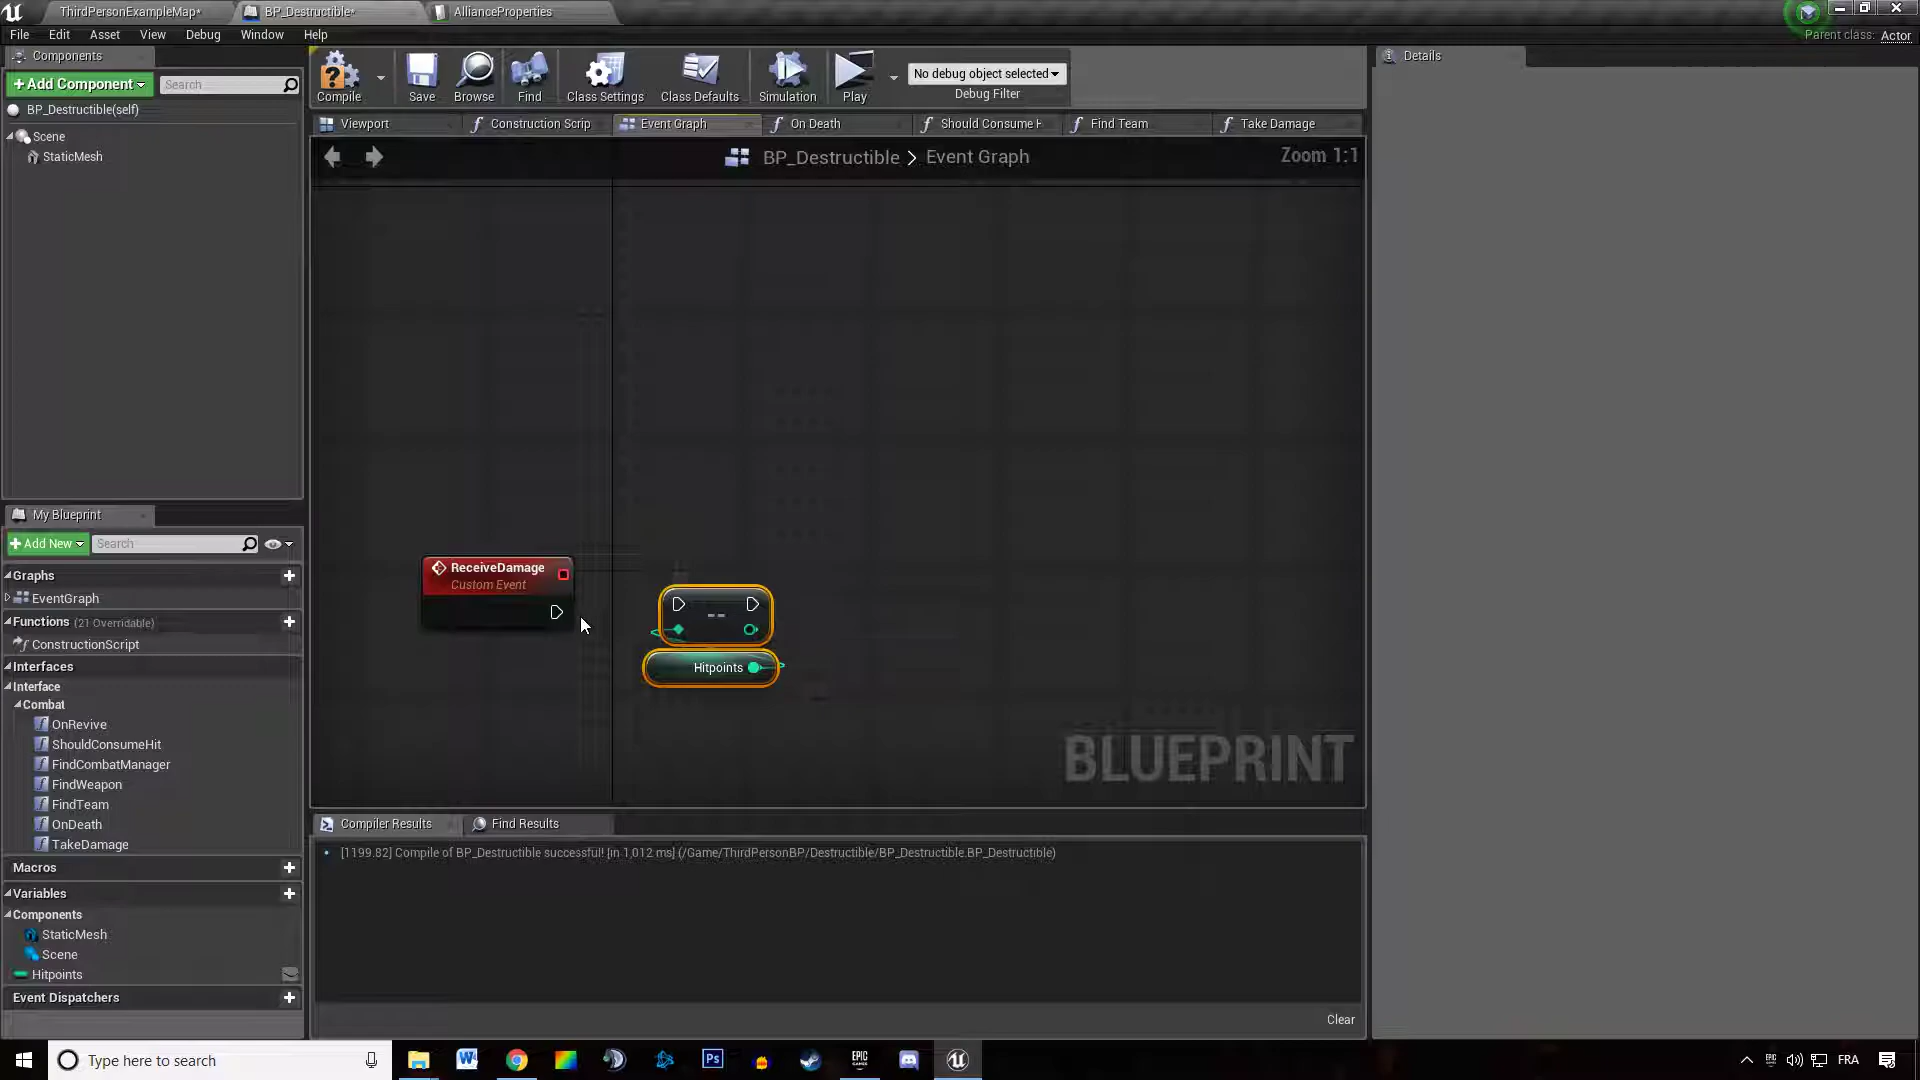 ThirdPersonExampleMap*
BP_Destructible*
AllianceProperties
File Edit Asset View Debug Window Help
Parent class: Actor
Components
+Add Component
Search
BP_Destructible(self)
Scene
StaticMesh
Compile
Save
Browse
Find
Class Settings
Class Defaults
Simulation
Play
No debug object selected
Debug Filter
Details
Viewport
Construction Scrip
Event Graph
On Death
Should Consume H
Find Team
Take Damage
BP_Destructible > Event Graph
Zoom 1:1
ReceiveDamage
Custom Event
--
Hitpoints
BLUEPRINT
My Blueprint
+Add New
Search
Graphs
EventGraph
Functions (21 Overridable)
ConstructionScript
Interfaces
Interface
Combat
OnRevive
ShouldConsumeHit
FindCombatManager
FindWeapon
FindTeam
OnDeath
TakeDamage
Macros
Variables
Components
StaticMesh
Scene
Hitpoints
Event Dispatchers
Compiler Results
Find Results
[1199.82] Compile of BP_Destructible successful! [in 1,012 ms] (/Game/ThirdPersonBP/Destructible/BP_Destructible.BP_Destructible)
Clear
Type here to search
Ps
EPIC GAMES
FRA